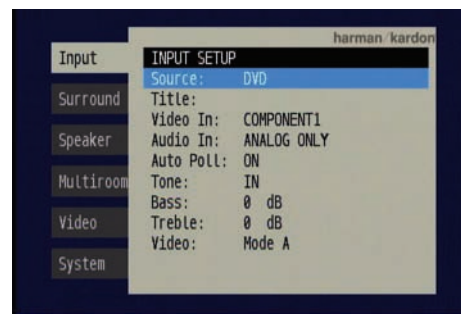 harman/kardon
Input
Surround
Speaker
Multiroom
Video
System
INPUT SETUP
Source: DVD
Title:
Video In: COMPONENT1
Audio In: ANALOG ONLY
Auto Poll: ON
Tone: IN
Bass: 0 dB
Treble: 0 dB
Video: Mode A